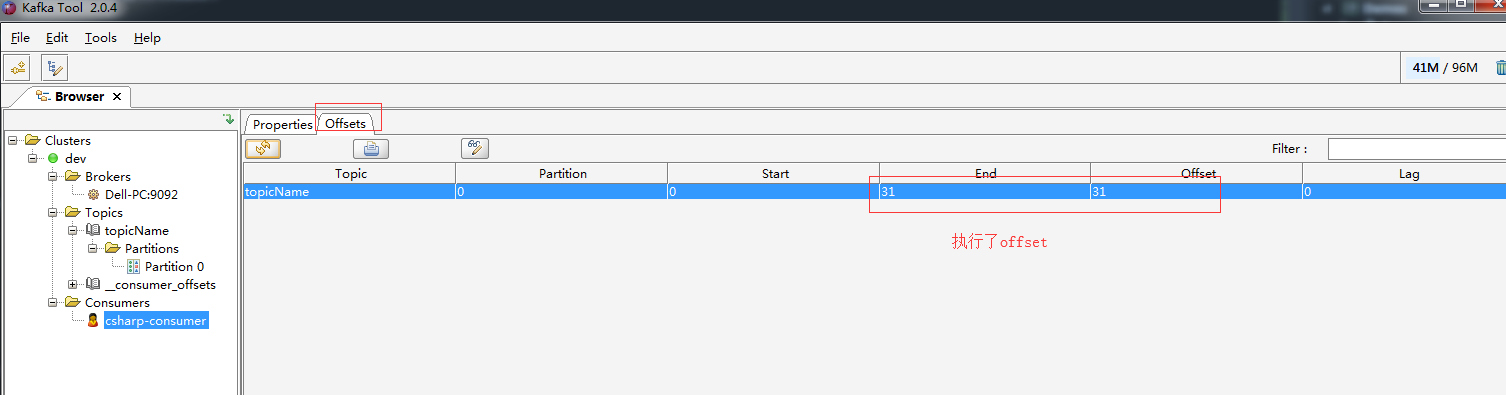 Kafka Tool 2.0.4
File Edit Tools Help
41M / 96M
Browser
Properties Offsets
Filter :
Clusters
dev
Brokers
Dell-PC:9092
Topics
topicName
Partitions
Partition 0
__consumer_offsets
Consumers
csharp-consumer
Topic Partition Start End Offset Lag
topicName 0 0 31 31 0
执行了offset